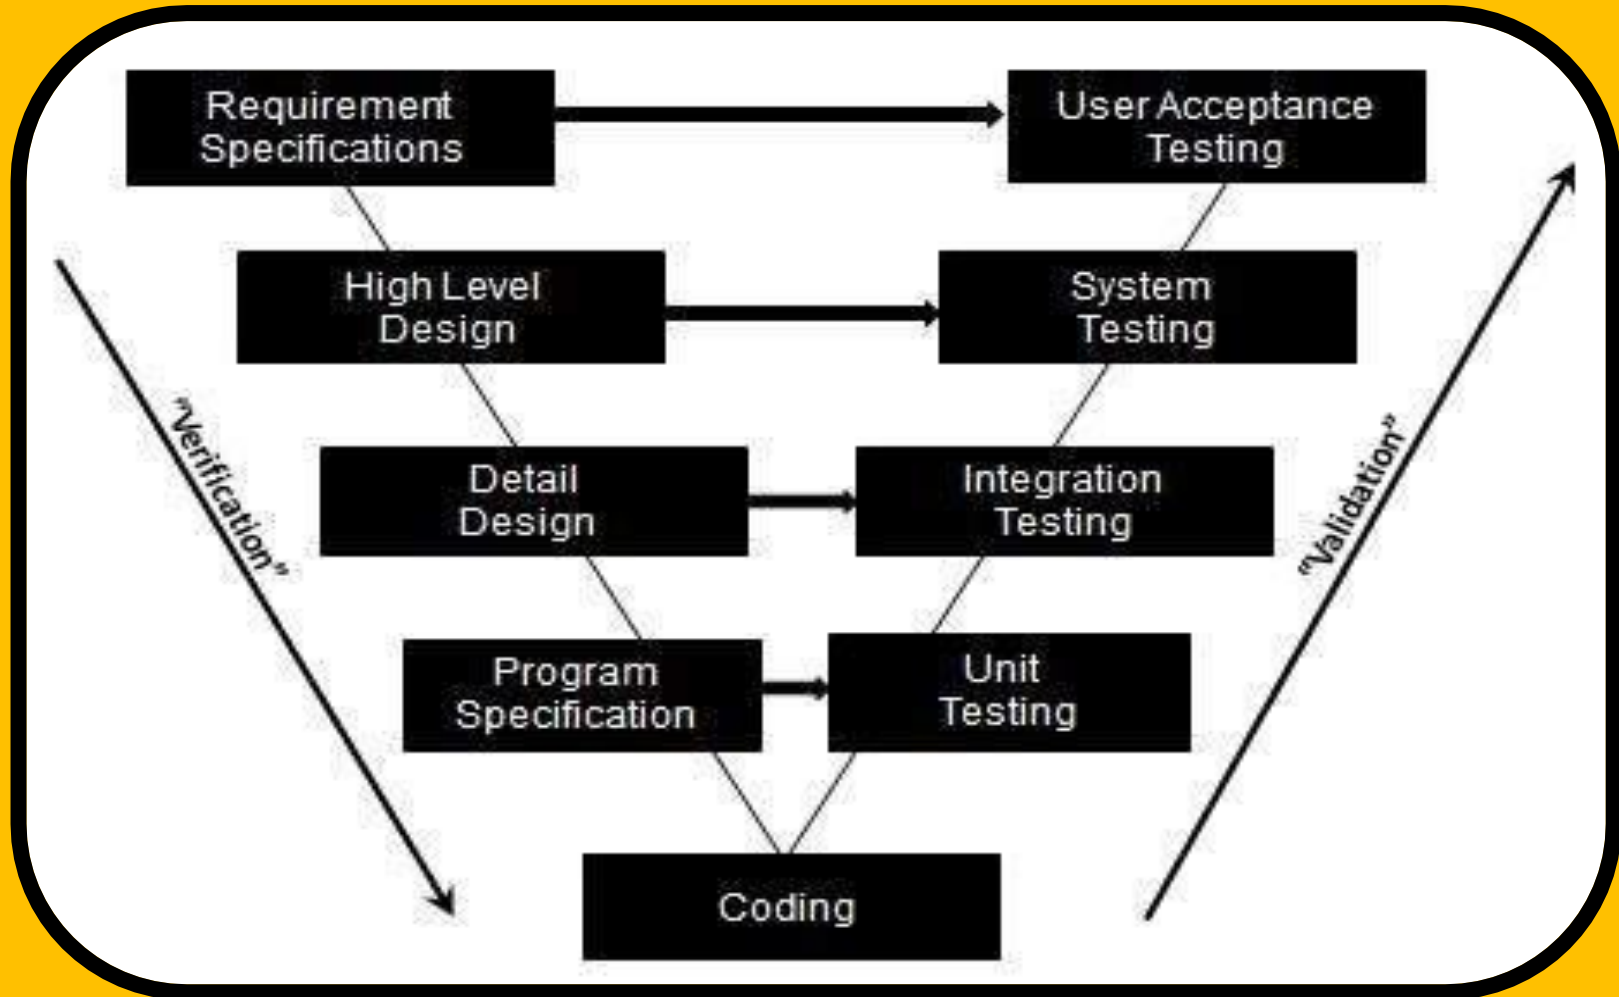 Requirement
Specifications
User Acceptance
Testing
High Level
Design
System
Testing
"Verification"
"Validation"
Detail
Design
Integration
Testing
Program
Specification
Unit
Testing
Coding